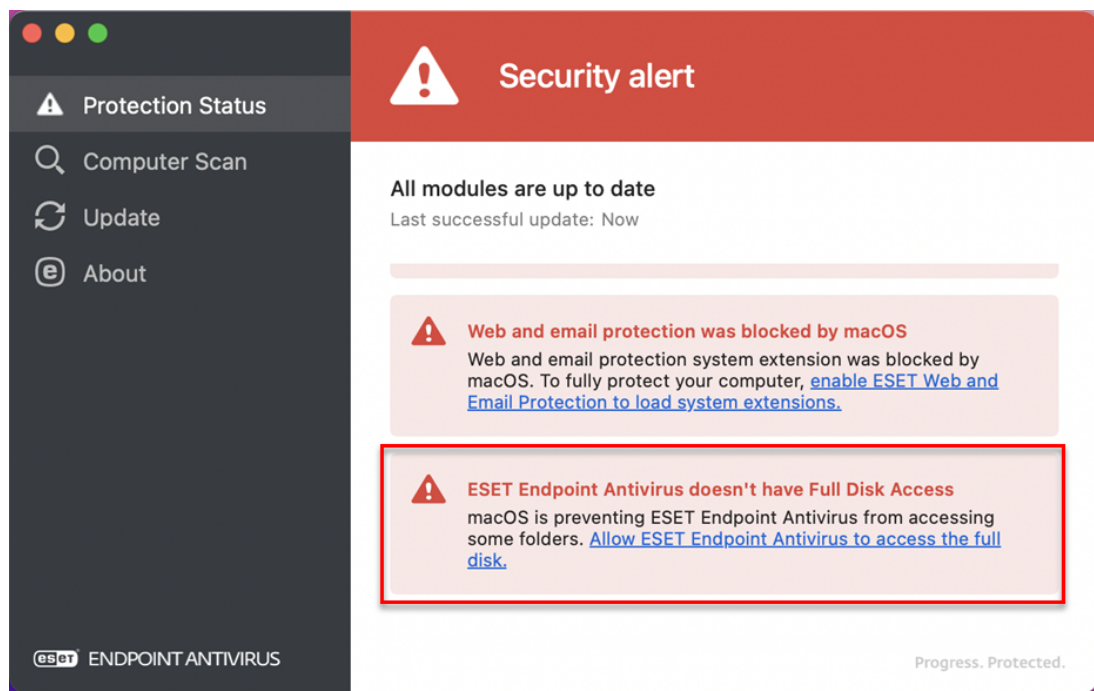 Security alert
Protection Status
Computer Scan
Update
About
All modules are up to date
Last successful update: Now
Web and email protection was blocked by macOS
Web and email protection system extension was blocked by
macOS. To fully protect your computer, enable ESET Web and
Email Protection to load system extensions.
ESET Endpoint Antivirus doesn't have Full Disk Access
macOS is preventing ESET Endpoint Antivirus from accessing
some folders. Allow ESET Endpoint Antivirus to access the full
disk.
eset ENDPOINT ANTIVIRUS
Progress. Protected.